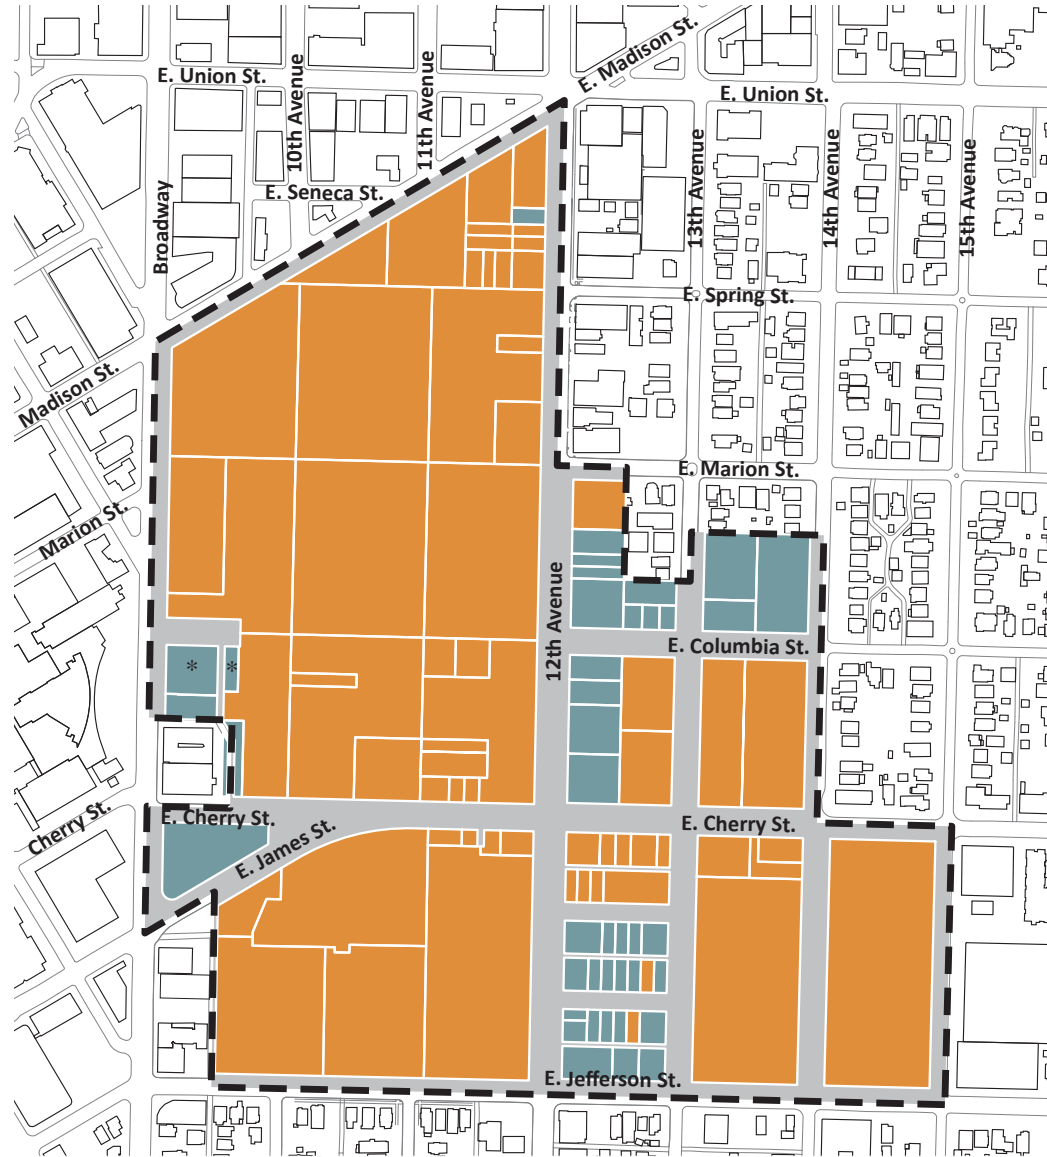 E. Madison St.
E. Union St.
E. Union St.
10th Avenue
11th Avenue
13th Avenue
14th Avenue
15th Avenue
E. Seneca St.
Broadway
E. Spring St.
Madison St.
E. Marion St.
Marion St.
12th Avenue
E. Columbia St.
*
*
Cherry St.
E. Cherry St.
E. Cherry St.
E. James St.
E. Jefferson St.